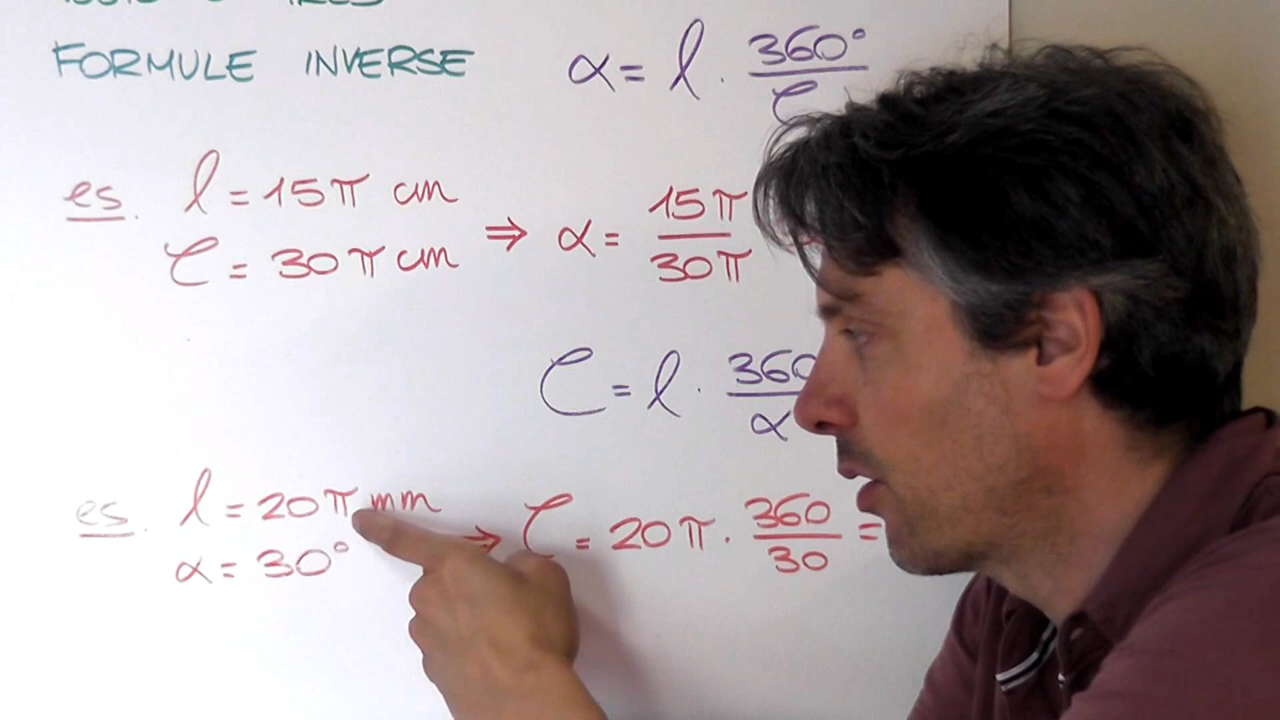 FORMULE INVERSE
α = l · 360° / C
es. l = 15π cm
C = 30π cm
⇒ α = 15π / 30π
C = l · 360 / α
es. l = 20π mm
α = 30°
→ C = 20π · 360 / 30 =